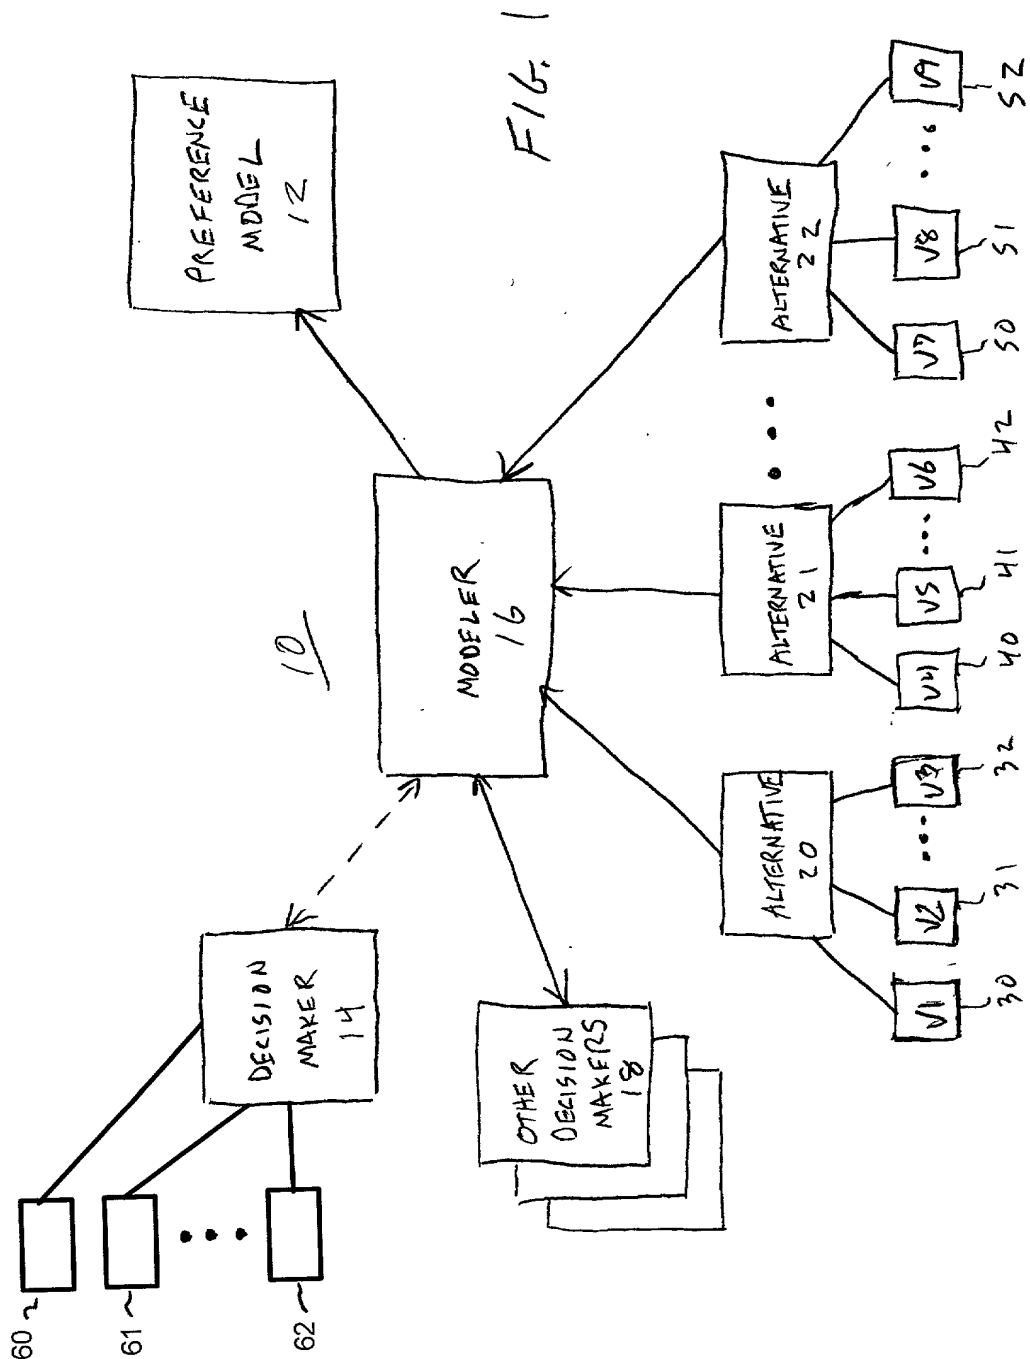 60
61
62
DECISION
MAKER
14
OTHER
DECISION
MAKERS
18
10
MODELER
16
PREFERENCE
MODEL
12
FIG. 1
ALTERNATIVE
20
ALTERNATIVE
21
ALTERNATIVE
22
V1
V2
V3
V4
V5
V6
V7
V8
V9
30
31
32
40
41
42
50
51
52